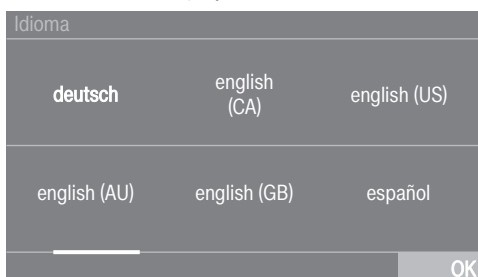 Idioma
deutsch
english
(CA)
english (US)
english (AU)
english (GB)
español
OK